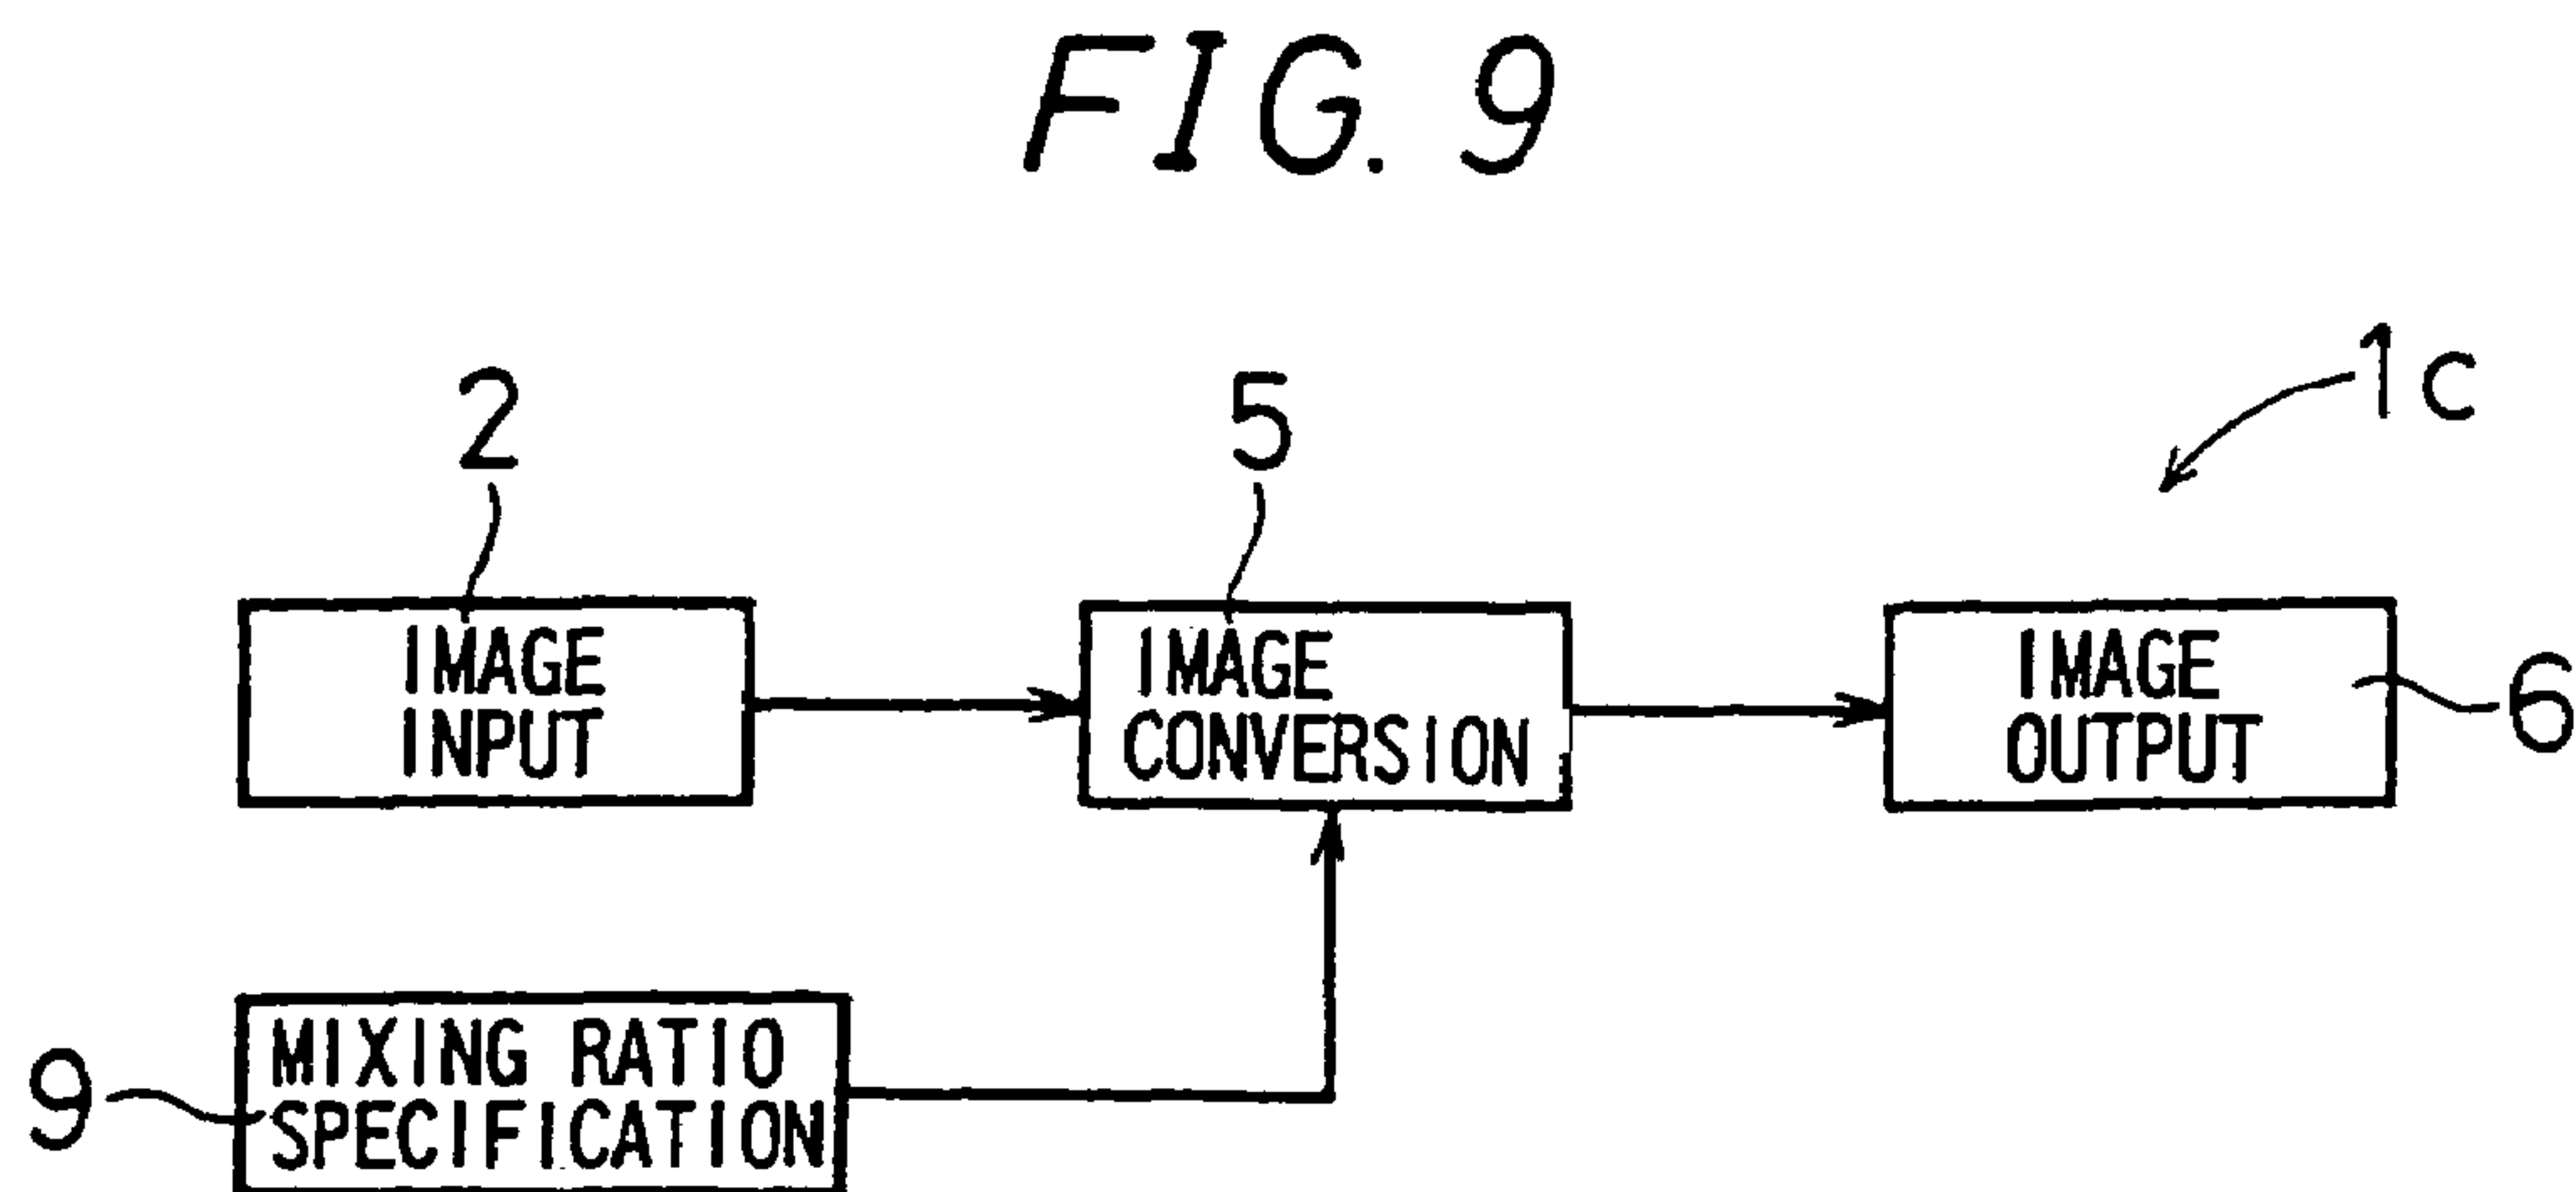 FIG. 9
1c
2
5
IMAGE
INPUT
IMAGE
CONVERSION
IMAGE
OUTPUT
6
MIXING RATIO
SPECIFICATION
9